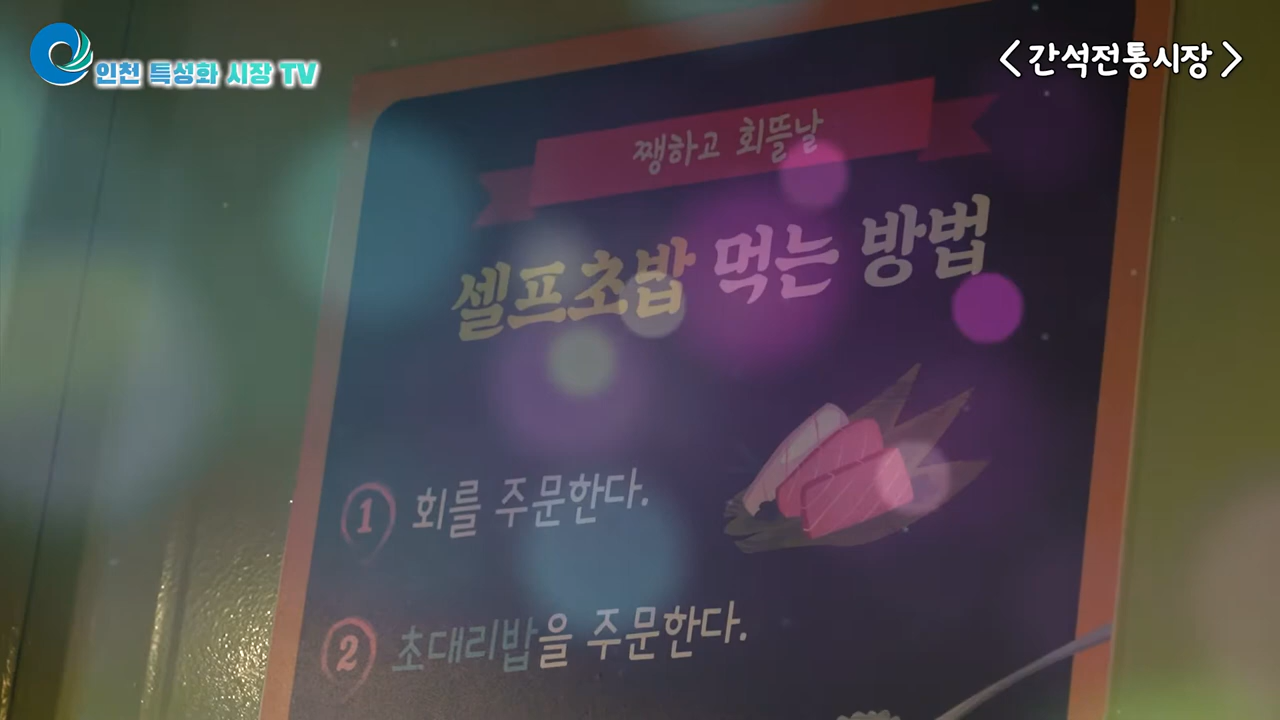 인천 특성화 시장 TV
<간석전통시장>
쨍하고 회뜰날
셀프초밥 먹는 방법
1 회를 주문한다.
2 초대리밥을 주문한다.